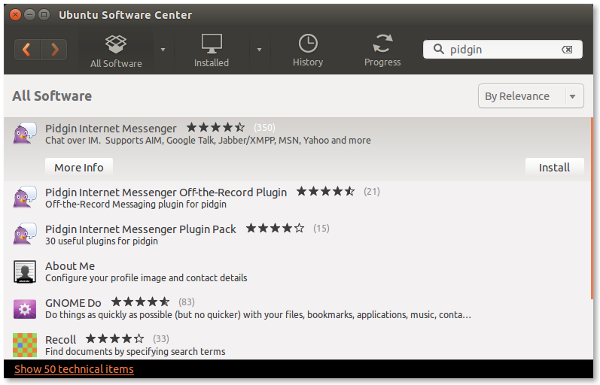 Ubuntu Software Center
All Software
Installed
History
Progress
pidgin
All Software
By Relevance
Pidgin Internet Messenger (350)
Chat over IM. Supports AIM, Google Talk, Jabber/XMPP, MSN, Yahoo and more
More Info
Install
Pidgin Internet Messenger Off-the-Record Plugin (21)
Off-the-Record Messaging plugin for pidgin
Pidgin Internet Messenger Plugin Pack (15)
30 useful plugins for pidgin
About Me
Configure your profile image and contact details
GNOME Do (83)
Do things as quickly as possible (but no quicker) with your files, bookmarks, applications, music, conta…
Recoll (33)
Find documents by specifying search terms
Show 50 technical items